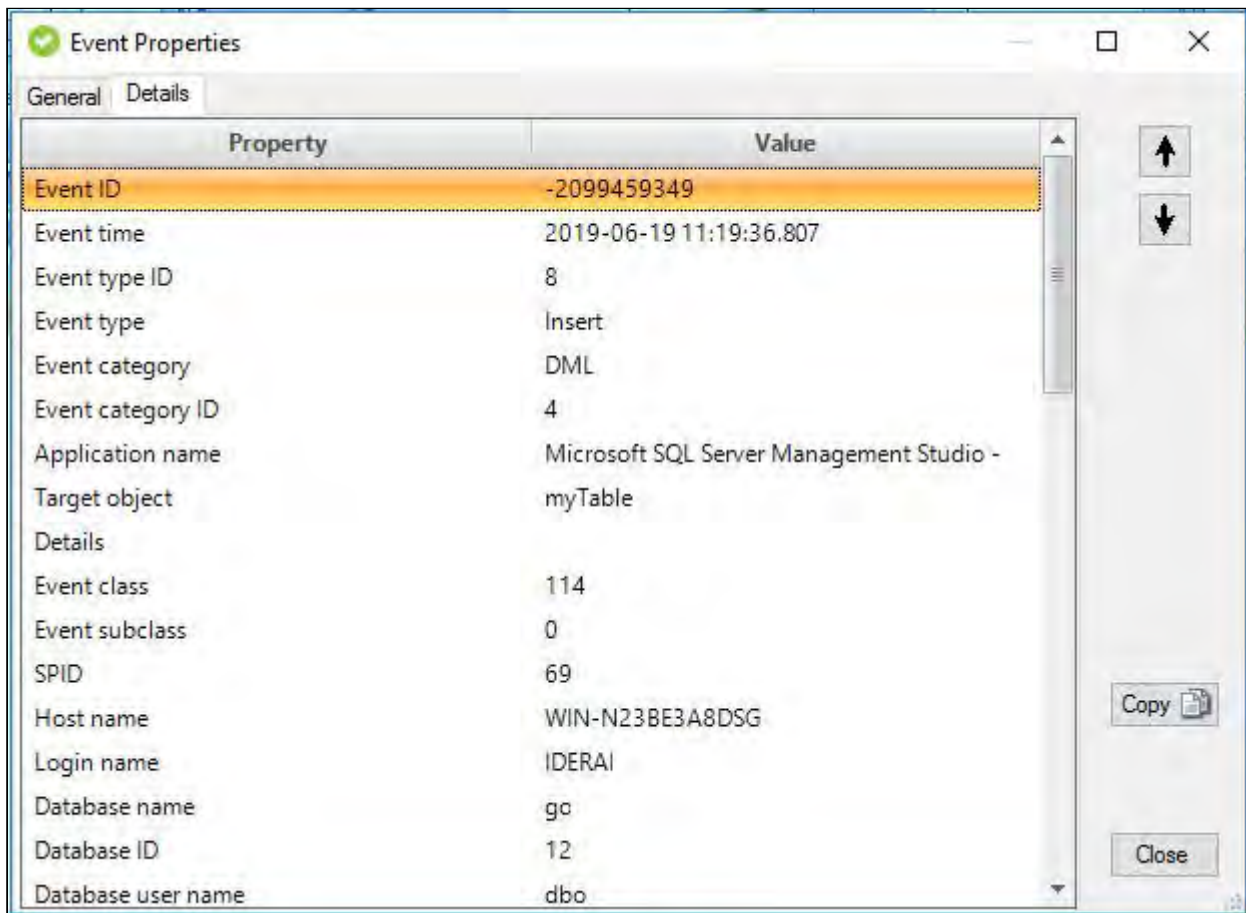 Event Properties
General Details
Property Value
Event ID -2099459349
Event time 2019-06-19 11:19:36.807
Event type ID 8
Event type Insert
Event category DML
Event category ID 4
Application name Microsoft SQL Server Management Studio -
Target object myTable
Details
Event class 114
Event subclass 0
SPID 69
Host name WIN-N23BE3A8DSG
Copy
Login name IDERAI
Database name go
Database ID 12
Close
Database user name dbo